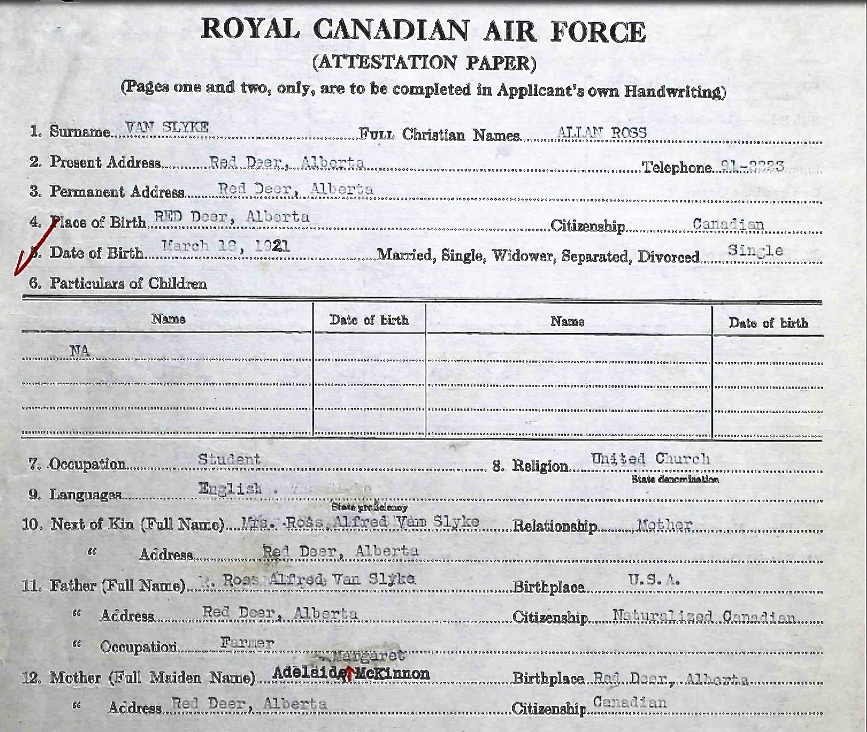 ROYAL CANADIAN AIR FORCE
(ATTESTATION PAPER)
(Pages one and two, only, are to be completed in Applicant's own Handwriting)
1. Surname VAN SLYKE FULL Christian Names ALLAN ROSS
2. Present Address Red Deer, Alberta Telephone
3. Permanent Address Red Deer, Alberta
4. Place of Birth RED Deer, Alberta Citizenship Canadian
5. Date of Birth March 18, 1921 Married, Single, Widower, Separated, Divorced Single
6. Particulars of Children
Name Date of birth Name Date of birth
NA
7. Occupation Student 8. Religion United Church
State denomination
9. Languages English
State proficiency
10. Next of Kin (Full Name) Mrs. Ross Alfred Van Slyke Relationship Mother
" Address Red Deer, Alberta
11. Father (Full Name) Ross Alfred Van Slyke Birthplace U.S.A.
" Address Red Deer, Alberta Citizenship Naturalized Canadian
" Occupation Farmer
Margaret
12. Mother (Full Maiden Name) Adelaide McKinnon Birthplace Red Deer, Alberta
" Address Red Deer, Alberta Citizenship Canadian